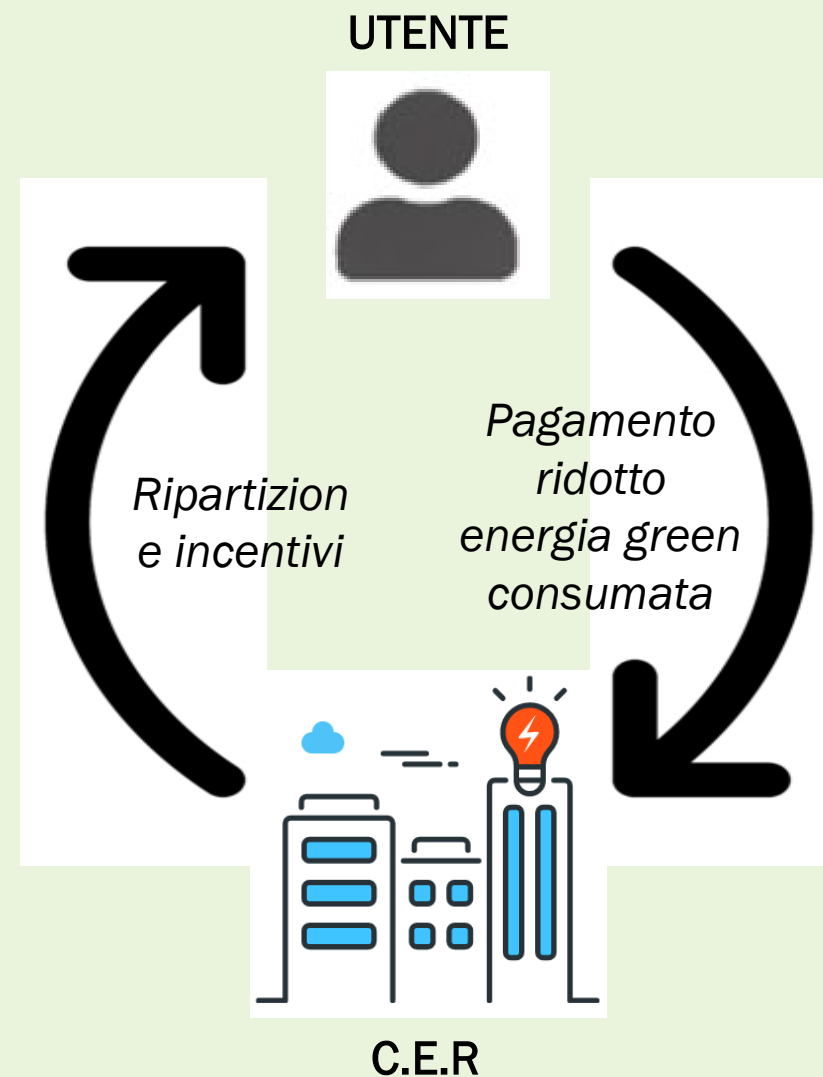 UTENTE
Ripartizion
e incentivi
Pagamento
ridotto
energia green
consumata
C.E.R